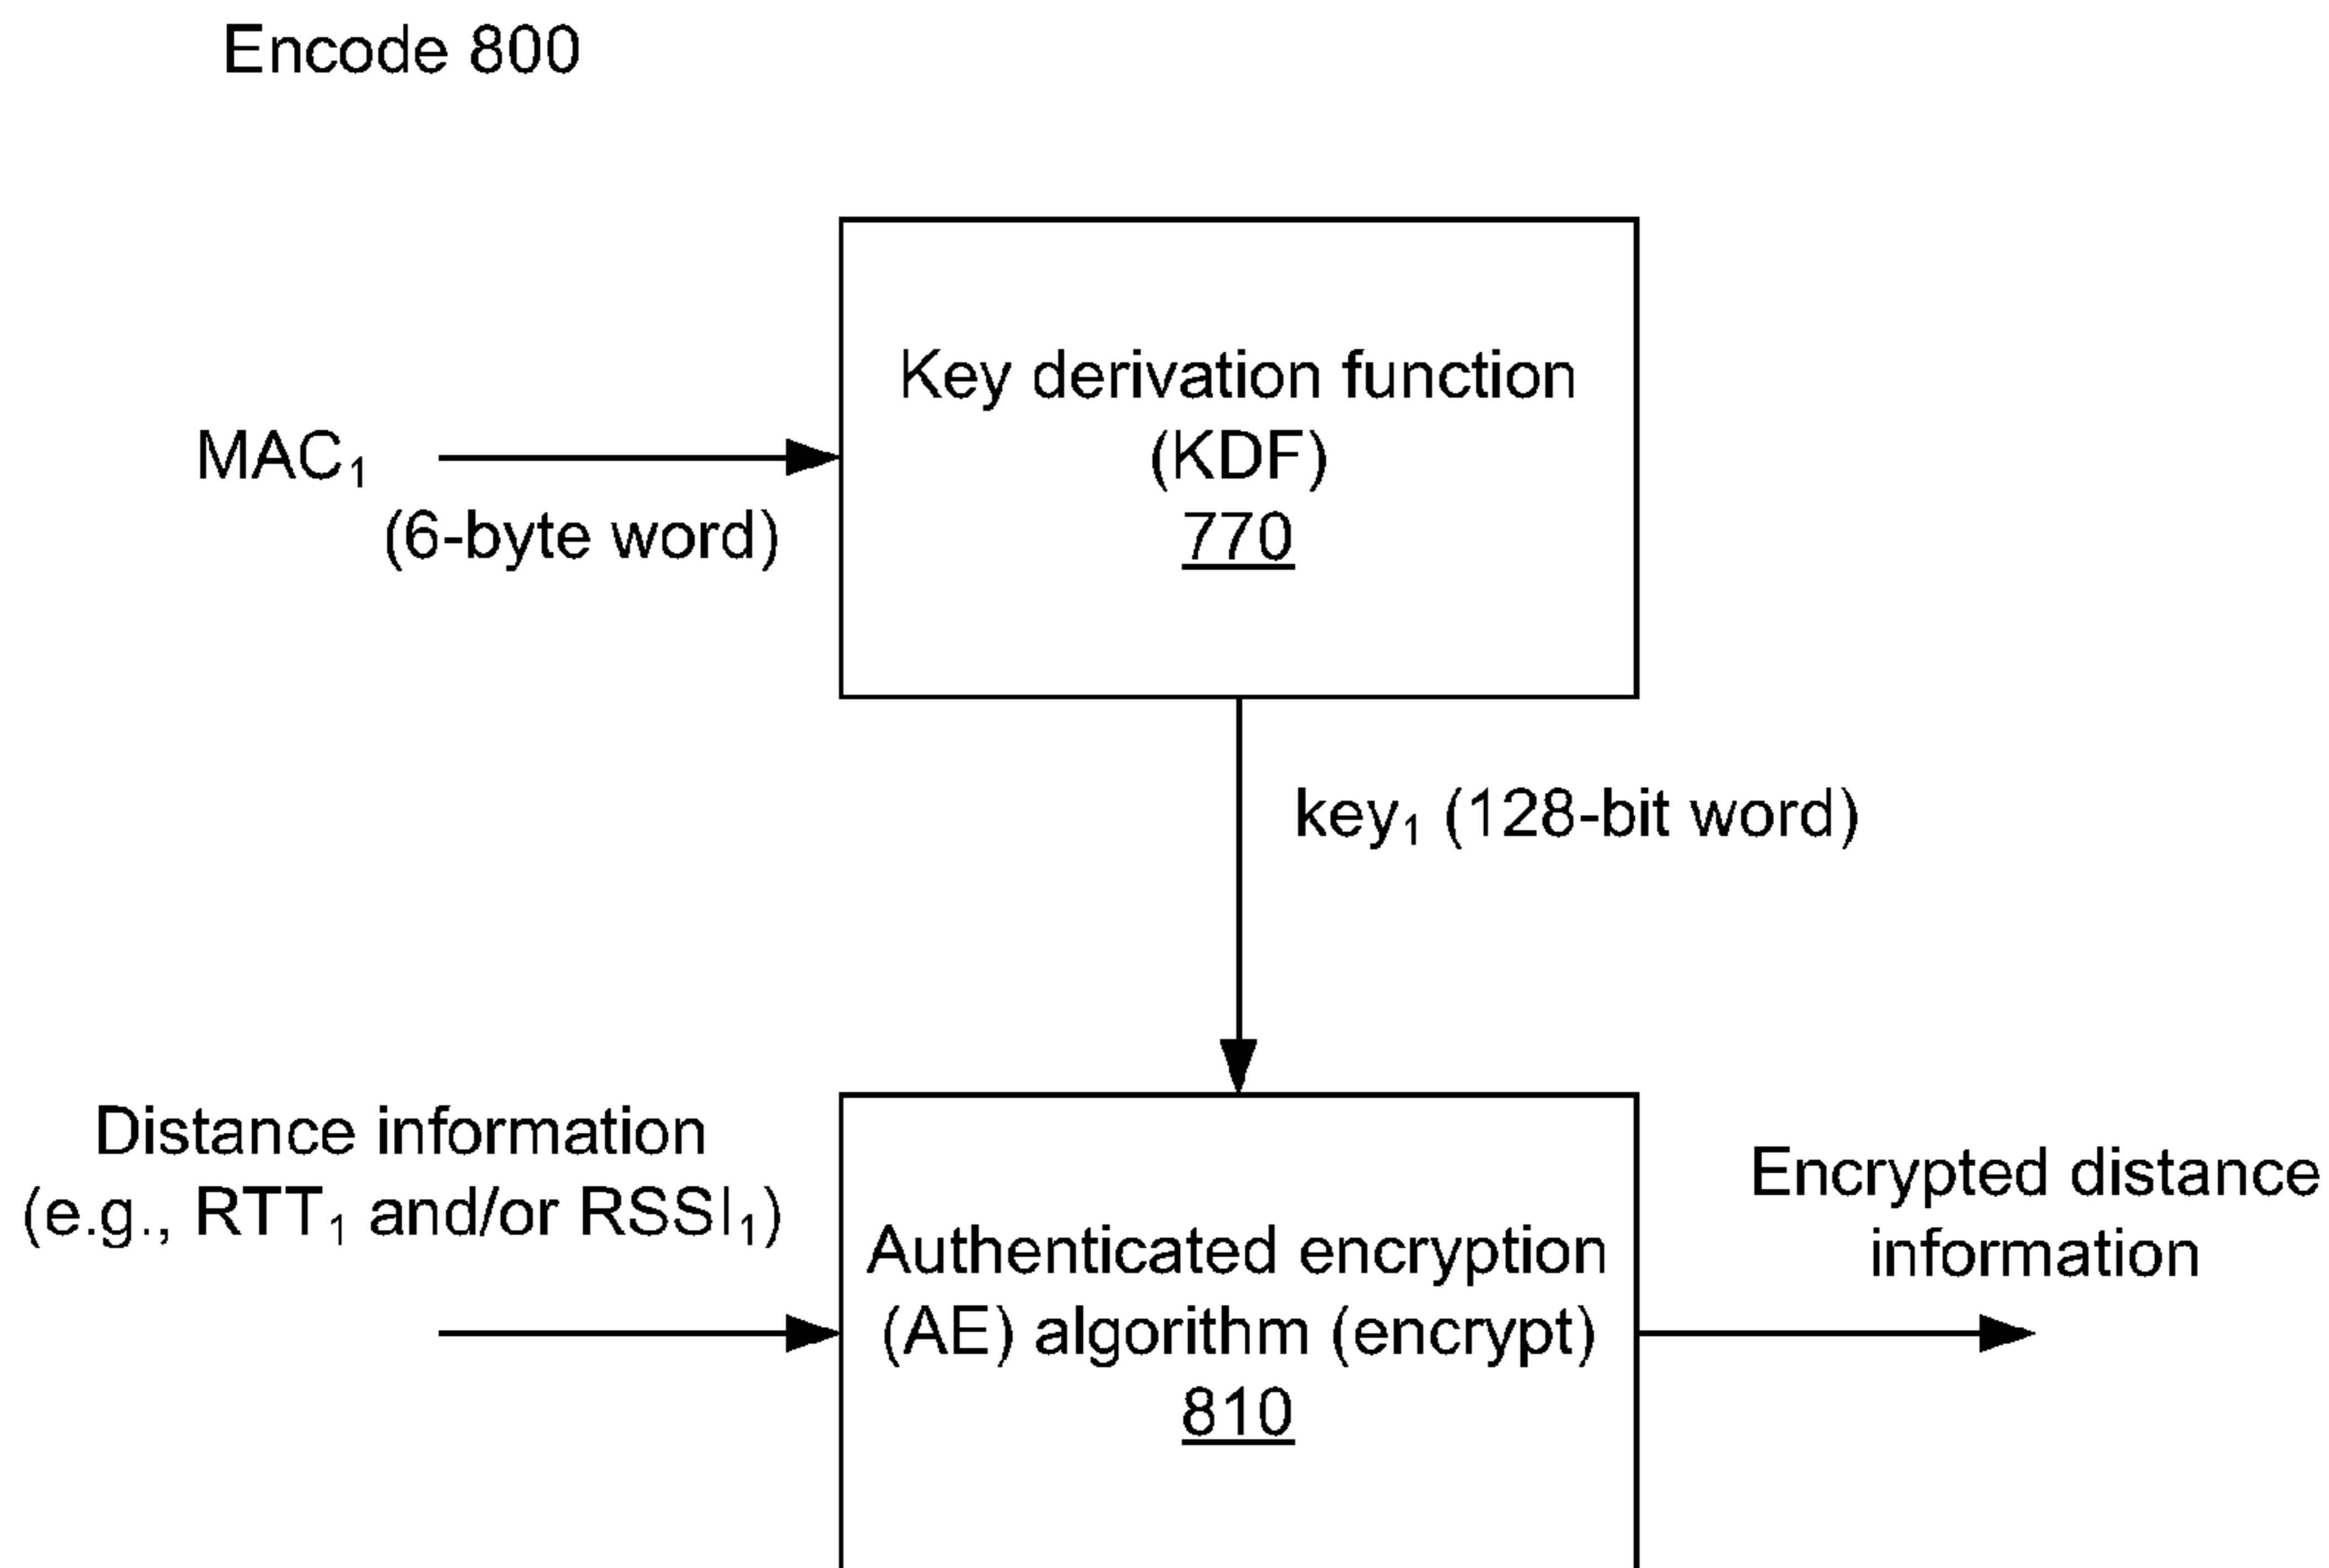 Encode 800
Key derivation function
(KDF)
770
MAC₁
(6-byte word)
key₁ (128-bit word)
Distance information
(e.g., RTT₁ and/or RSSI₁)
Authenticated encryption
(AE) algorithm (encrypt)
810
Encrypted distance
information